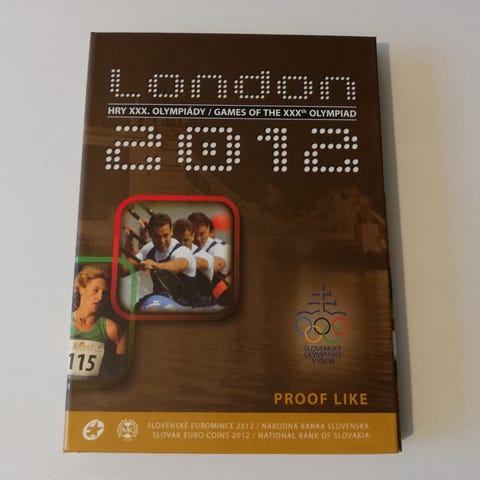 London
HRY XXX. OLYMPIÁDY / GAMES OF THE XXXth OLYMPIAD
2012
115
SLOVENSKÝ
OLYMPIJSKÝ
VÝBOR
PROOF LIKE
MK
SLOVENSKÉ EUROMINCE 2012 / NÁRODNÁ BANKA SLOVENSKA
SLOVAK EURO COINS 2012 / NATIONAL BANK OF SLOVAKIA